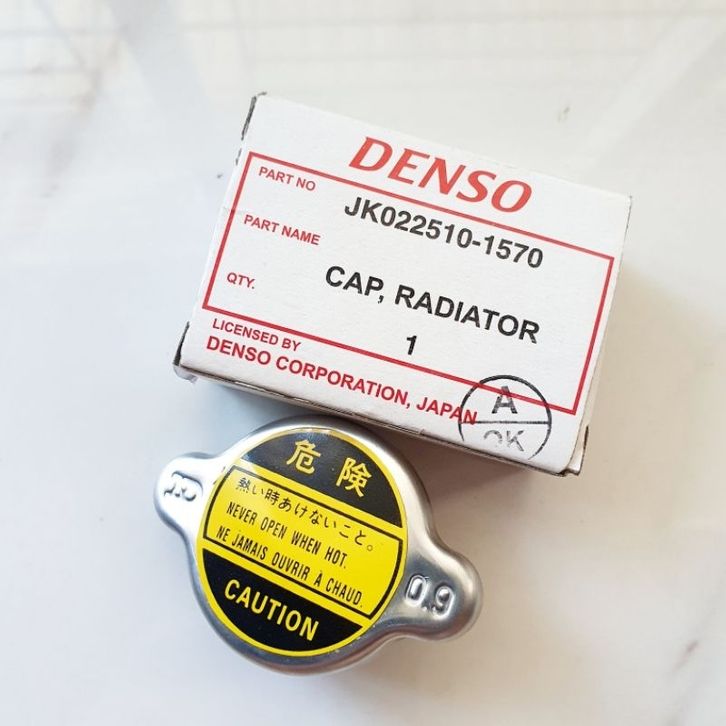 DENSO
PART NO
JK022510-1570
PART NAME
CAP, RADIATOR
QTY.
1
LICENSED BY
DENSO CORPORATION, JAPAN
A
OK
危険
熱い時あけないこと。
NEVER OPEN WHEN HOT.
NE JAMAIS OUVRIR À CHAUD.
CAUTION
0.9